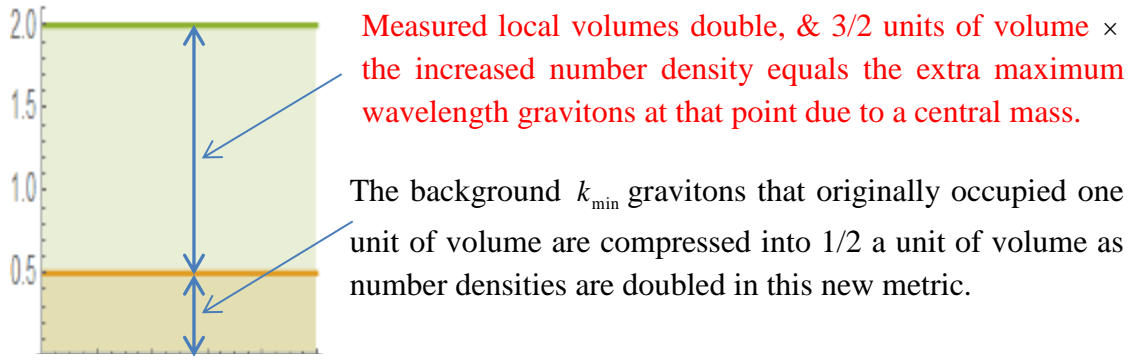 2.0
Measured local volumes double, & 3/2 units of volume ×
the increased number density equals the extra maximum
1.5
wavelength gravitons at that point due to a central mass.
1.0
The background k_min gravitons that originally occupied one
unit of volume are compressed into 1/2 a unit of volume as
0.5
number densities are doubled in this new metric.